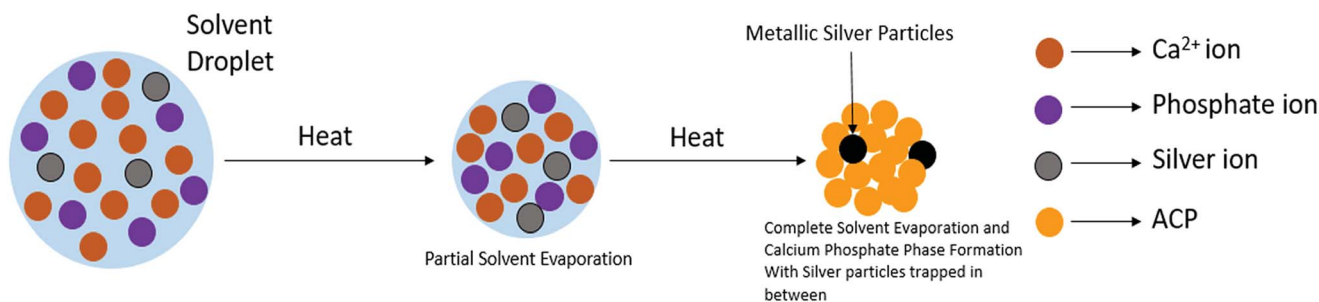 Solvent
Droplet
Heat
Partial Solvent Evaporation
Heat
Metallic Silver Particles
Complete Solvent Evaporation and
Calcium Phosphate Phase Formation
With Silver particles trapped in
between
Ca²⁺ ion
Phosphate ion
Silver ion
ACP